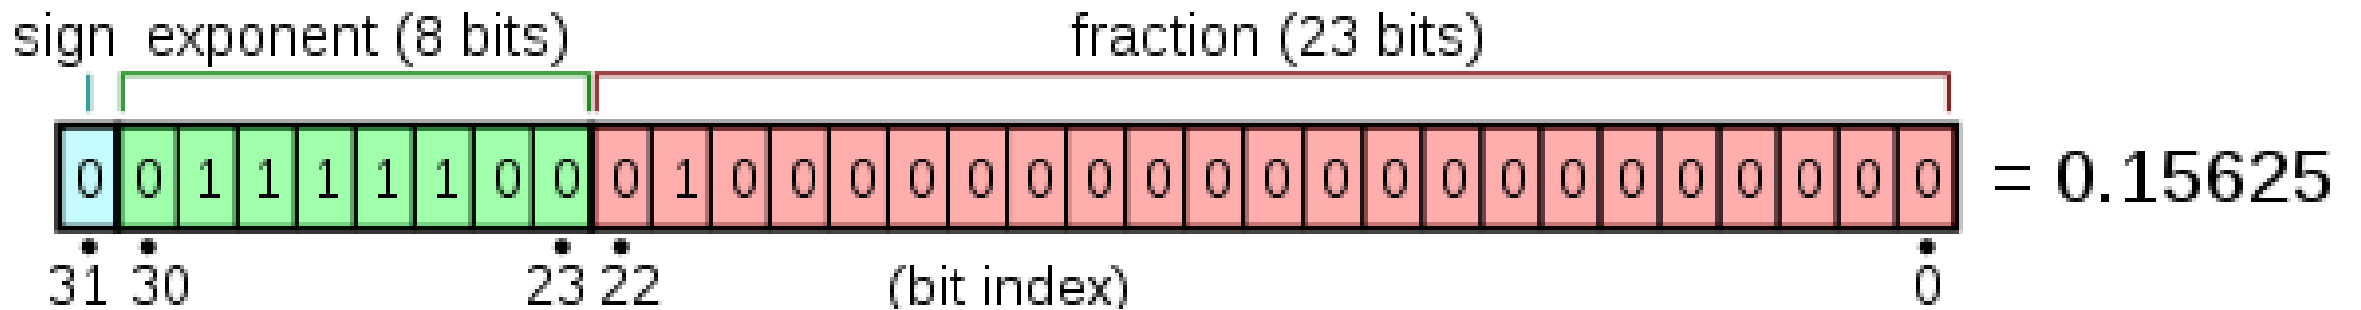 sign exponent (8 bits) fraction (23 bits)
0 0 1 1 1 1 1 0 0 0 1 0 0 0 0 0 0 0 0 0 0 0 0 0 0 0 0 0 0 0 0 0 = 0.15625
31 30 23 22 (bit index) 0